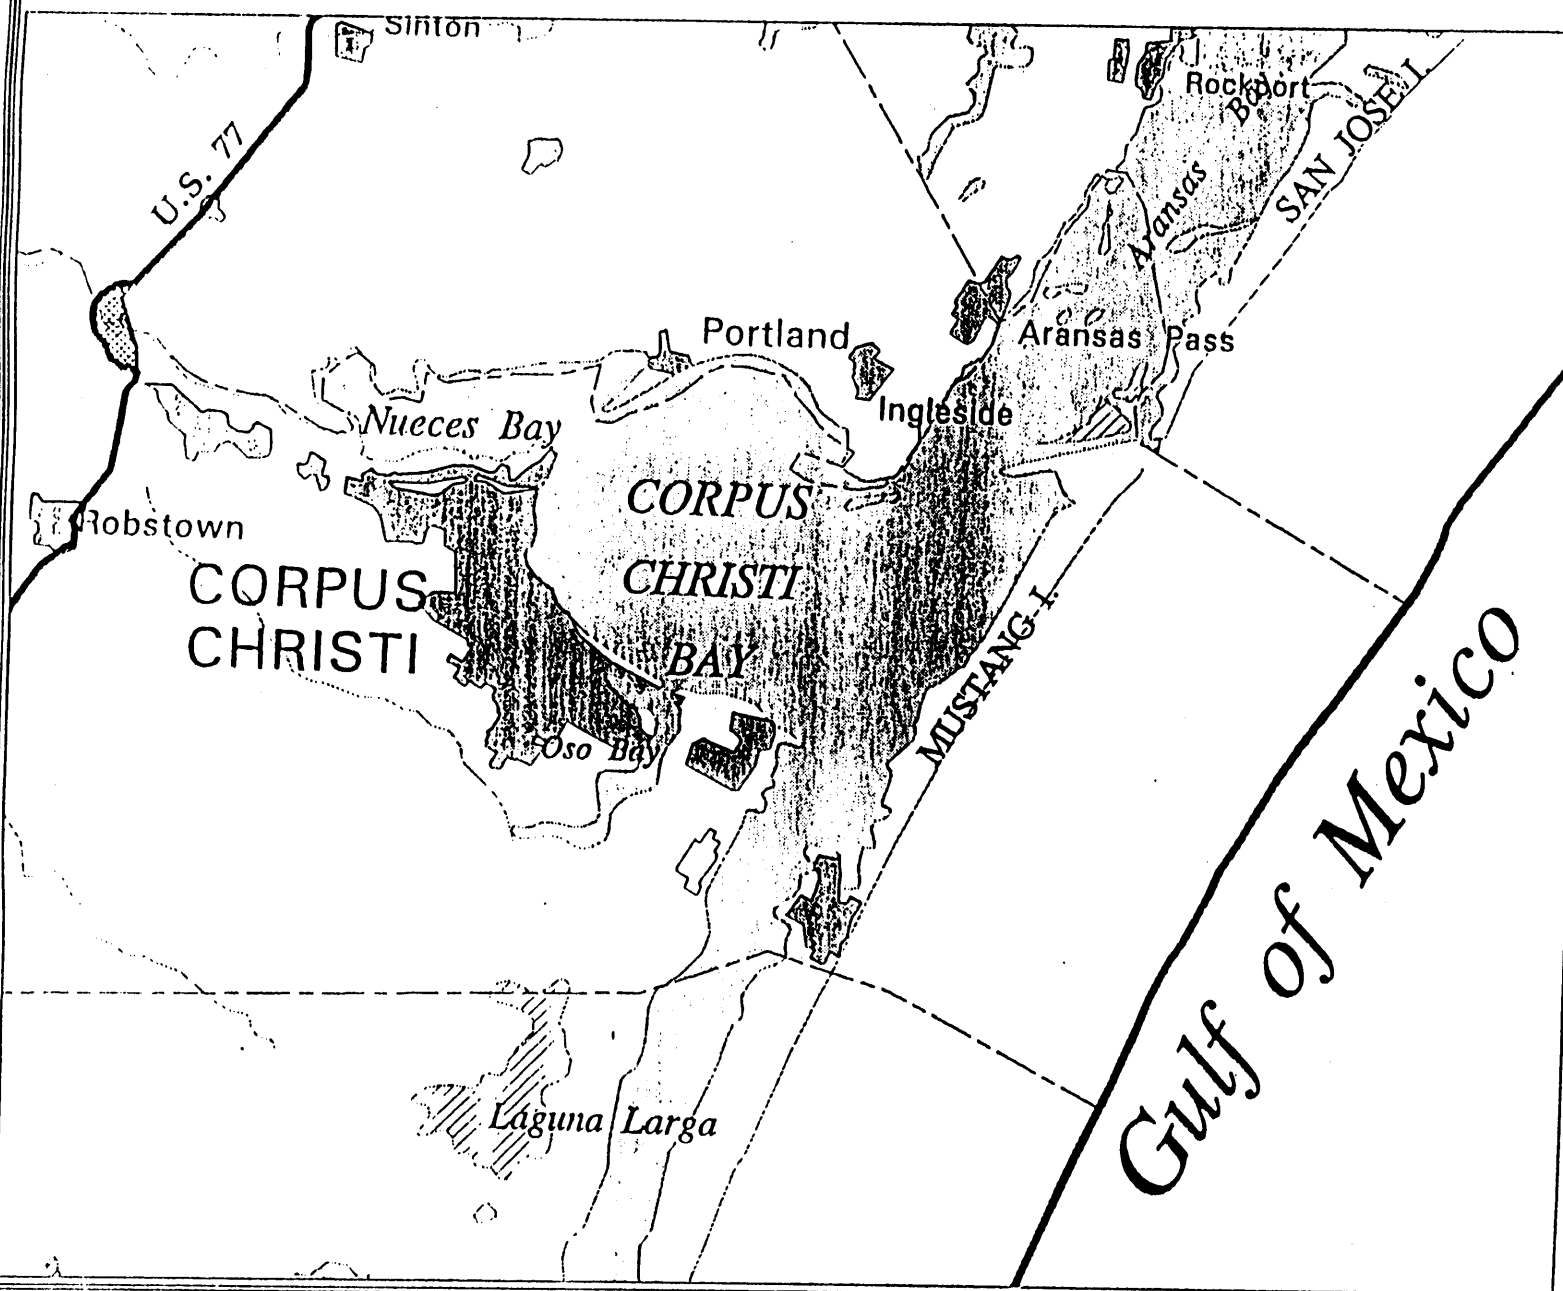 Sinton
Rockport
Bay
SAN JOSE I.
U.S. 77
Aransas
Portland
Aransas Pass
Ingleside
Nueces Bay
CORPUS
CHRISTI
BAY
Robstown
CORPUS
CHRISTI
MUSTANG I.
Oso Bay
Gulf of Mexico
Laguna Larga